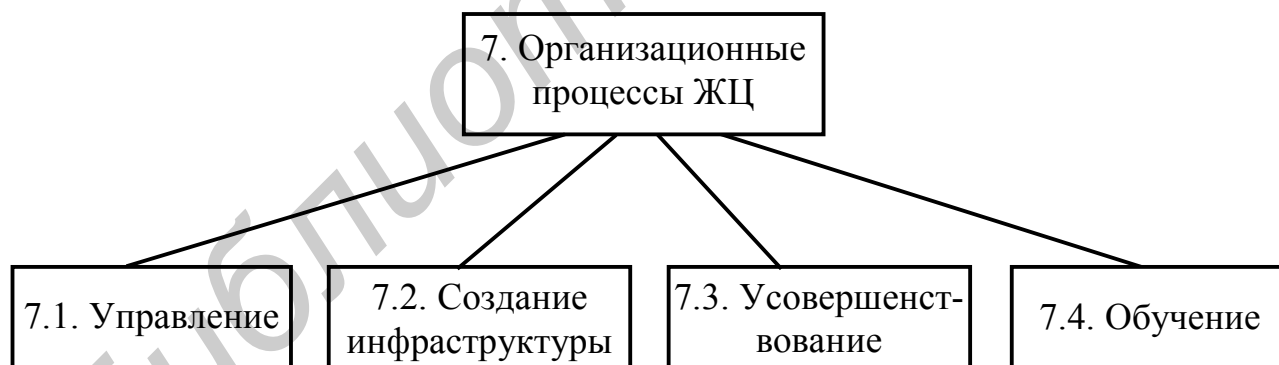 7. Организационные
процессы ЖЦ
7.1. Управление
7.2. Создание
инфраструктуры
7.3. Усовершенст-
вование
7.4. Обучение